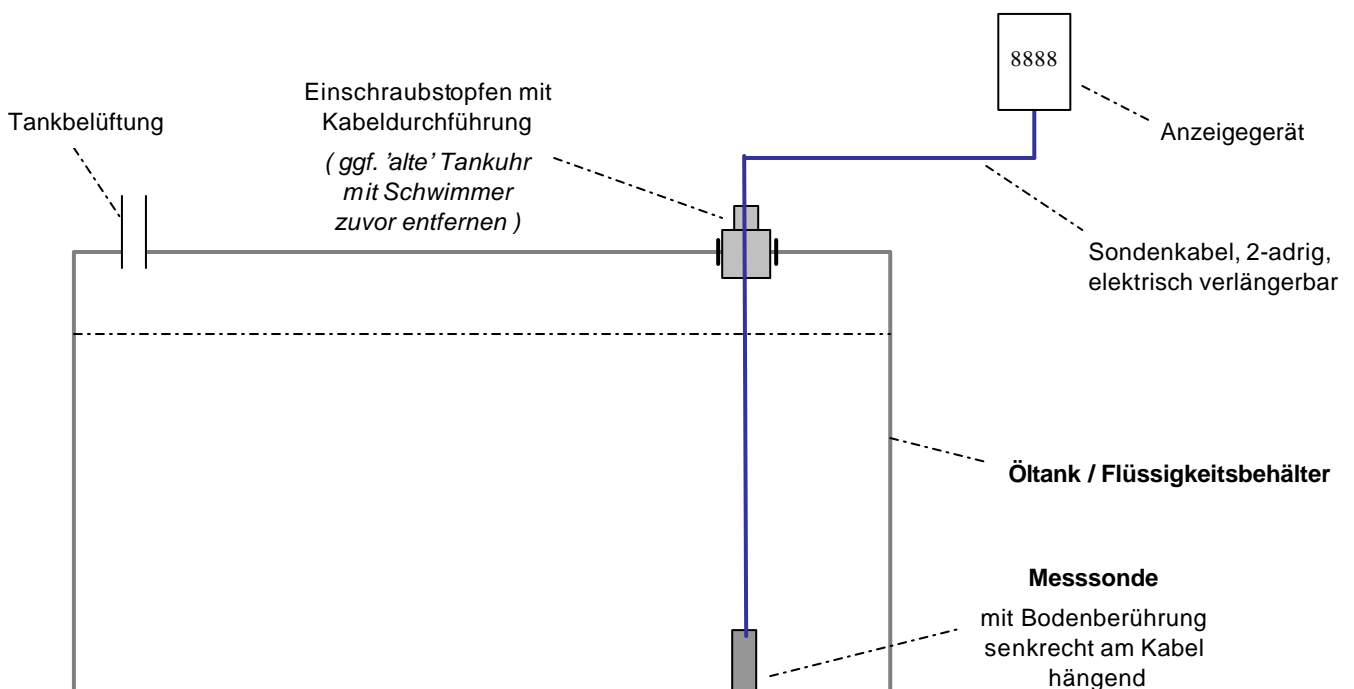 8888
Einschraubstopfen mit
Kabeldurchführung
( ggf. 'alte' Tankuhr
mit Schwimmer
zuvor entfernen )
Tankbelüftung
Anzeigegerät
Sondenkabel, 2-adrig,
elektrisch verlängerbar
Öltank / Flüssigkeitsbehälter
Messsonde
mit Bodenberührung
senkrecht am Kabel
hängend